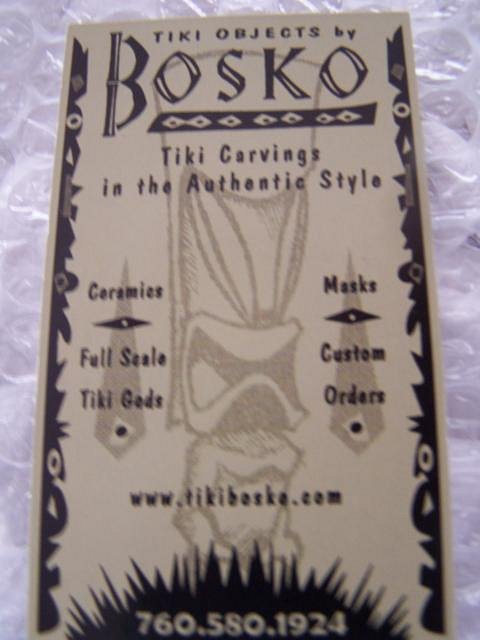 TIKI OBJECTS by
BOSKO
Tiki Carvings
in the Authentic Style
Ceramics
Full Scale
Tiki Gods
Masks
Custom
Orders
www.tikibosko.com
760.580.1924